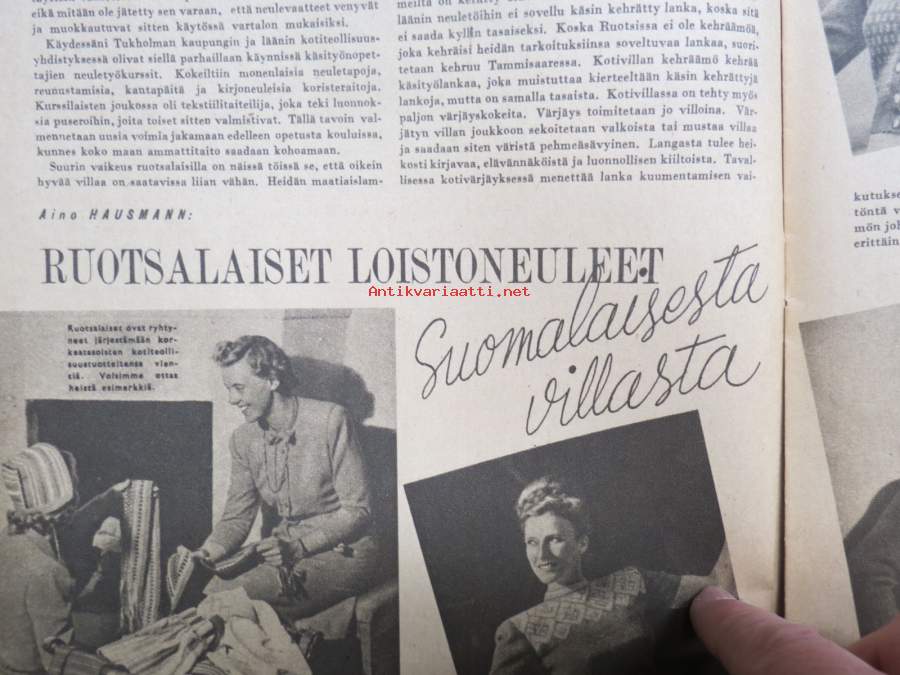 eikä mitään ole jätetty sen varaan, että neulevaatteet venyvät
ja muokkautuvat sitten käytössä vartalon mukaisiksi.
Käydessäni Tukholman kaupungin ja läänin kotiteollisuus-
yhdistyksessä olivat siellä parhaillaan käynnissä käsityönopet-
tajien neuletyökurssit. Kokeiltiin monenlaisia neuletapoja,
reunustamisia, kantapäitä ja kirjoneuleisia koristeraitoja.
Kurssilaisten joukossa oli tekstiilitaiteilija, joka teki luonnok-
sia puseroihin, joita toiset sitten valmistivat. Tällä tavoin val-
mennetaan uusia voimia jakamaan edelleen opetusta kouluissa,
kunnes koko maan ammattitaito saadaan kohoamaan.
Suurin vaikeus ruotsalaisilla on näissä töissä se, että oikein
hyvää villaa on saatavissa liian vähän. Heidän maatiaislam-
läänin neuletöihin ei sovellu käsin kehrätty lanka, koska sitä
ei saada kyllin tasaiseksi. Koska Ruotsissa ei ole kehräämöä,
joka kehräisi heidän tarkoituksiinsa soveltuvaa lankaa, suori-
tetaan kehruu Tammisaaressa. Kotivillan kehräämö kehrää
käsityölankaa, joka muistuttaa kierteeltään käsin kehrättyjä
lankoja, mutta on samalla tasaista. Kotivillassa on tehty myös
paljon värjäyskokeita. Värjäys toimitetaan jo villoina. Vär-
jätyn villan joukkoon sekoitetaan valkoista tai mustaa villaa
ja saadaan siten väristä pehmeäsävyinen. Langasta tulee hei-
kosti kirjavaa, elävännäköistä ja luonnollisen kiiltoista. Taval-
lisessa kotivärjäyksessä menettää lanka kuumentamisen vai-
Aino HAUSMANN:
RUOTSALAISET LOISTONEULEET
Suomalaisesta
villasta
Antikvariaatti.net
Ruotsalaiset ovat ryhty-
neet järjestämään kor-
keatasoisten kotiteolli-
suustuotteitensa vien-
tiä. Voisimme ottaa
heistä esimerkkiä.
kutukse
töntä v
mön joh
erittäin